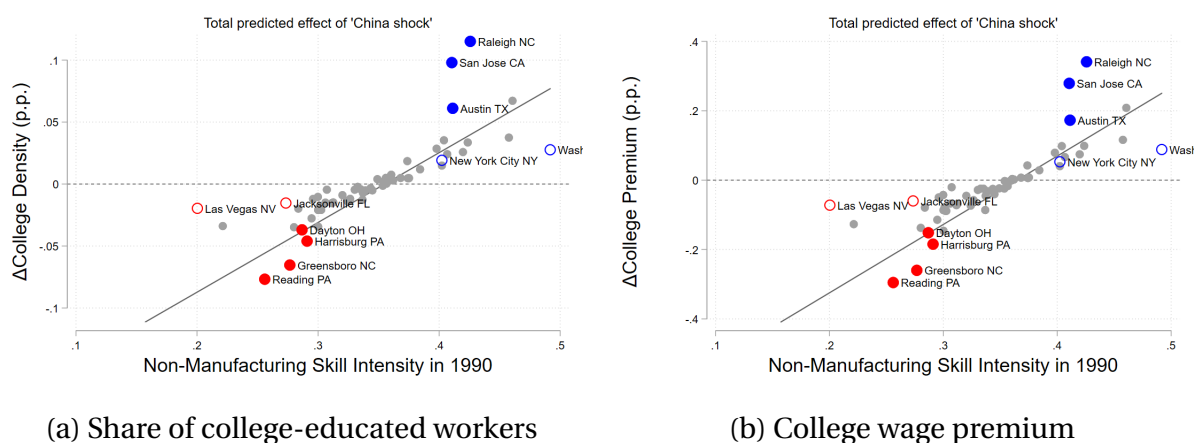 Total predicted effect of 'China shock'
ΔCollege Density (p.p.)
.1
.05
0
-.05
-.1
Raleigh NC
San Jose CA
Austin TX
New York City NY
Wash
Las Vegas NV
Jacksonville FL
Dayton OH
Harrisburg PA
Greensboro NC
Reading PA
.1 .2 .3 .4 .5
Non-Manufacturing Skill Intensity in 1990
(a) Share of college-educated workers
Total predicted effect of 'China shock'
ΔCollege Premium (p.p.)
.4
.2
0
-.2
-.4
Raleigh NC
San Jose CA
Austin TX
New York City NY
Wash
Las Vegas NV
Jacksonville FL
Dayton OH
Harrisburg PA
Greensboro NC
Reading PA
.1 .2 .3 .4 .5
Non-Manufacturing Skill Intensity in 1990
(b) College wage premium